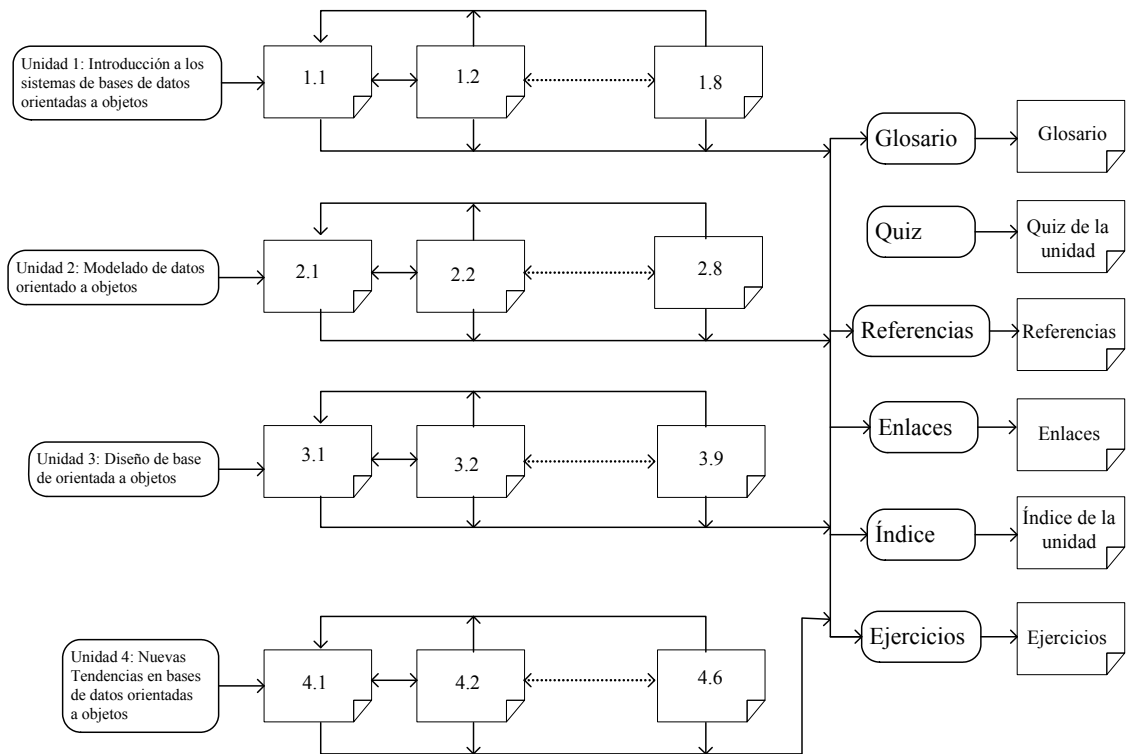 Unidad 1: Introducción a los
sistemas de bases de datos
orientadas a objetos
1.1
1.2
1.8
Unidad 2: Modelado de datos
orientado a objetos
2.1
2.2
2.8
Unidad 3: Diseño de base
de orientada a objetos
3.1
3.2
3.9
Unidad 4: Nuevas
Tendencias en bases
de datos orientadas
a objetos
4.1
4.2
4.6
Glosario
Glosario
Quiz
Quiz de la
unidad
Referencias
Referencias
Enlaces
Enlaces
Índice
Índice de la
unidad
Ejercicios
Ejercicios